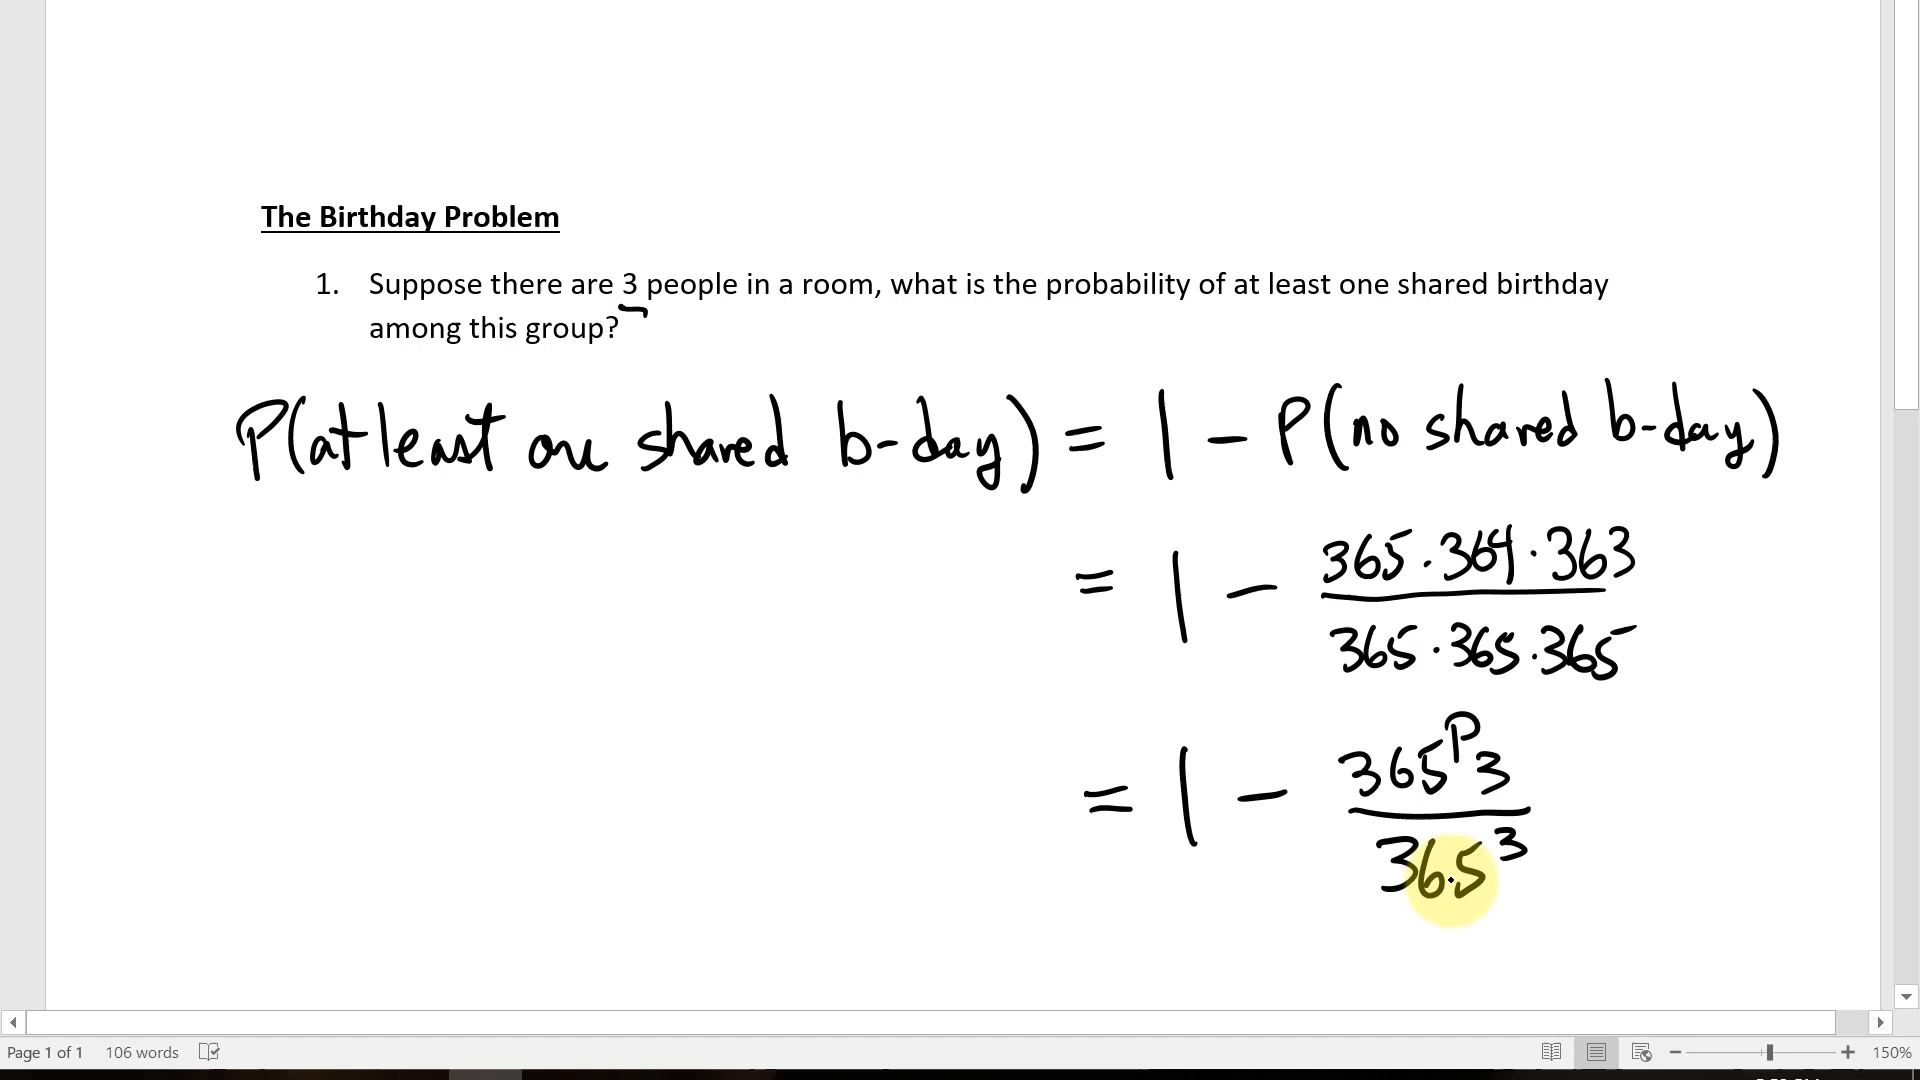 The Birthday Problem
1. Suppose there are 3 people in a room, what is the probability of at least one shared birthday
among this group?
P(at least one shared b-day) = 1 - P(no shared b-day)
= 1 - 365·364·363 / 365·365·365
= 1 - 365P3 / 365³
Page 1 of 1 106 words 150%